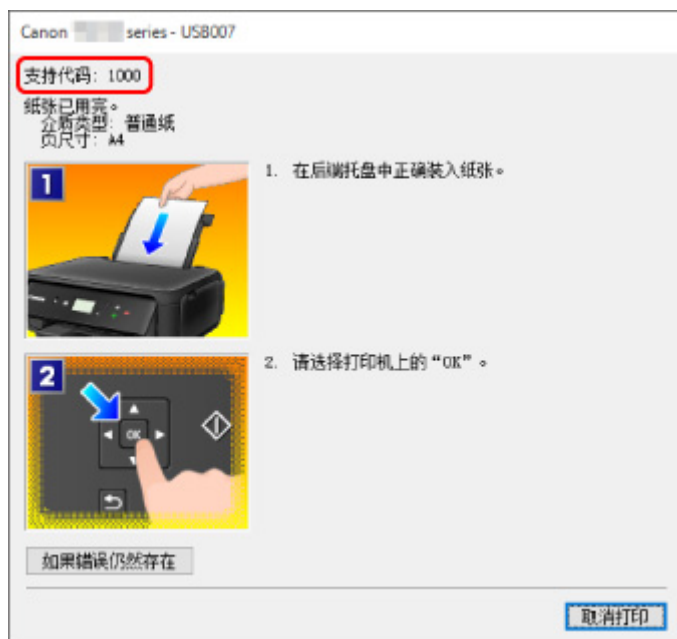 Canon series - USB007
支持代码: 1000
纸张已用完。
介质类型: 普通纸
页尺寸: A4
1
1. 在后端托盘中正确装入纸张。
Canon
2
2. 请选择打印机上的“OK”。
OK
如果错误仍然存在
取消打印